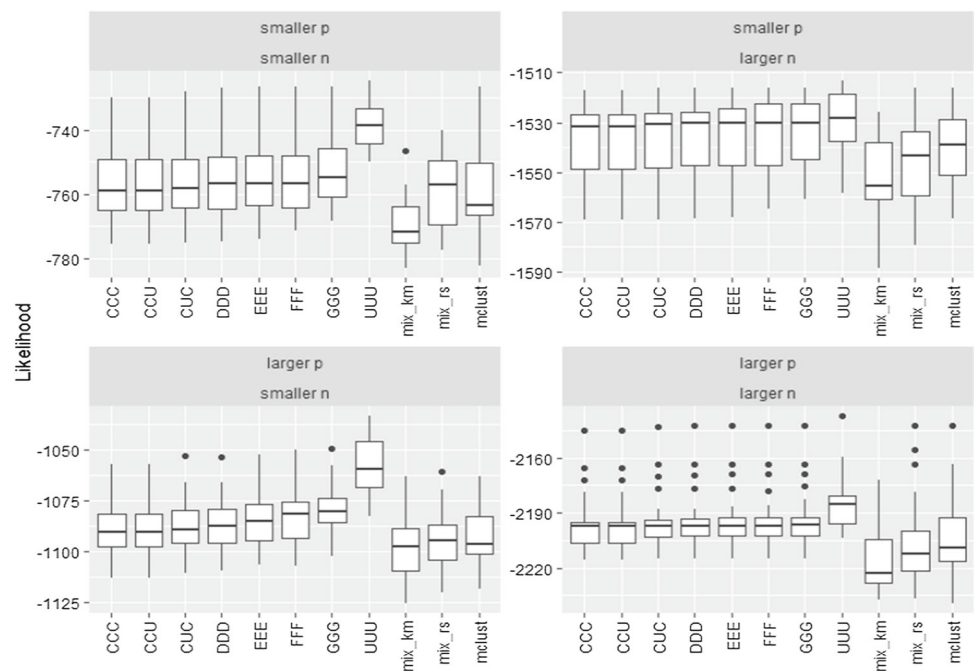 smaller p
smaller n
-740
-760
-780
CCC
CCU
CUC
DDD
EEE
FFF
GGG
UUU
mix_km
mix_rs
mclust
smaller p
larger n
-1510
-1530
-1550
-1570
-1590
CCC
CCU
CUC
DDD
EEE
FFF
GGG
UUU
mix_km
mix_rs
mclust
Likelihood
larger p
smaller n
-1050
-1075
-1100
-1125
CCC
CCU
CUC
DDD
EEE
FFF
GGG
UUU
mix_km
mix_rs
mclust
larger p
larger n
-2160
-2190
-2220
CCC
CCU
CUC
DDD
EEE
FFF
GGG
UUU
mix_km
mix_rs
mclust